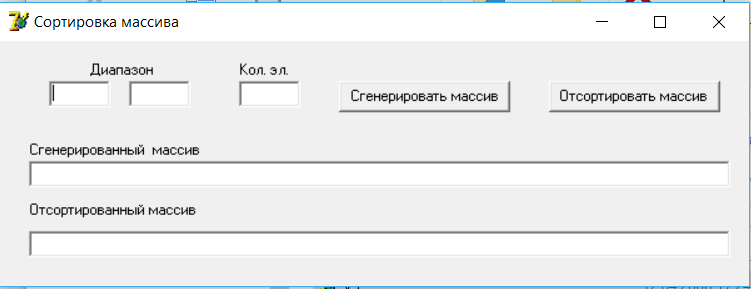 Сортировка массива
Диапазон Кол. эл.
Сгенерировать массив Отсортировать массив
Сгенерированный массив
Отсортированный массив